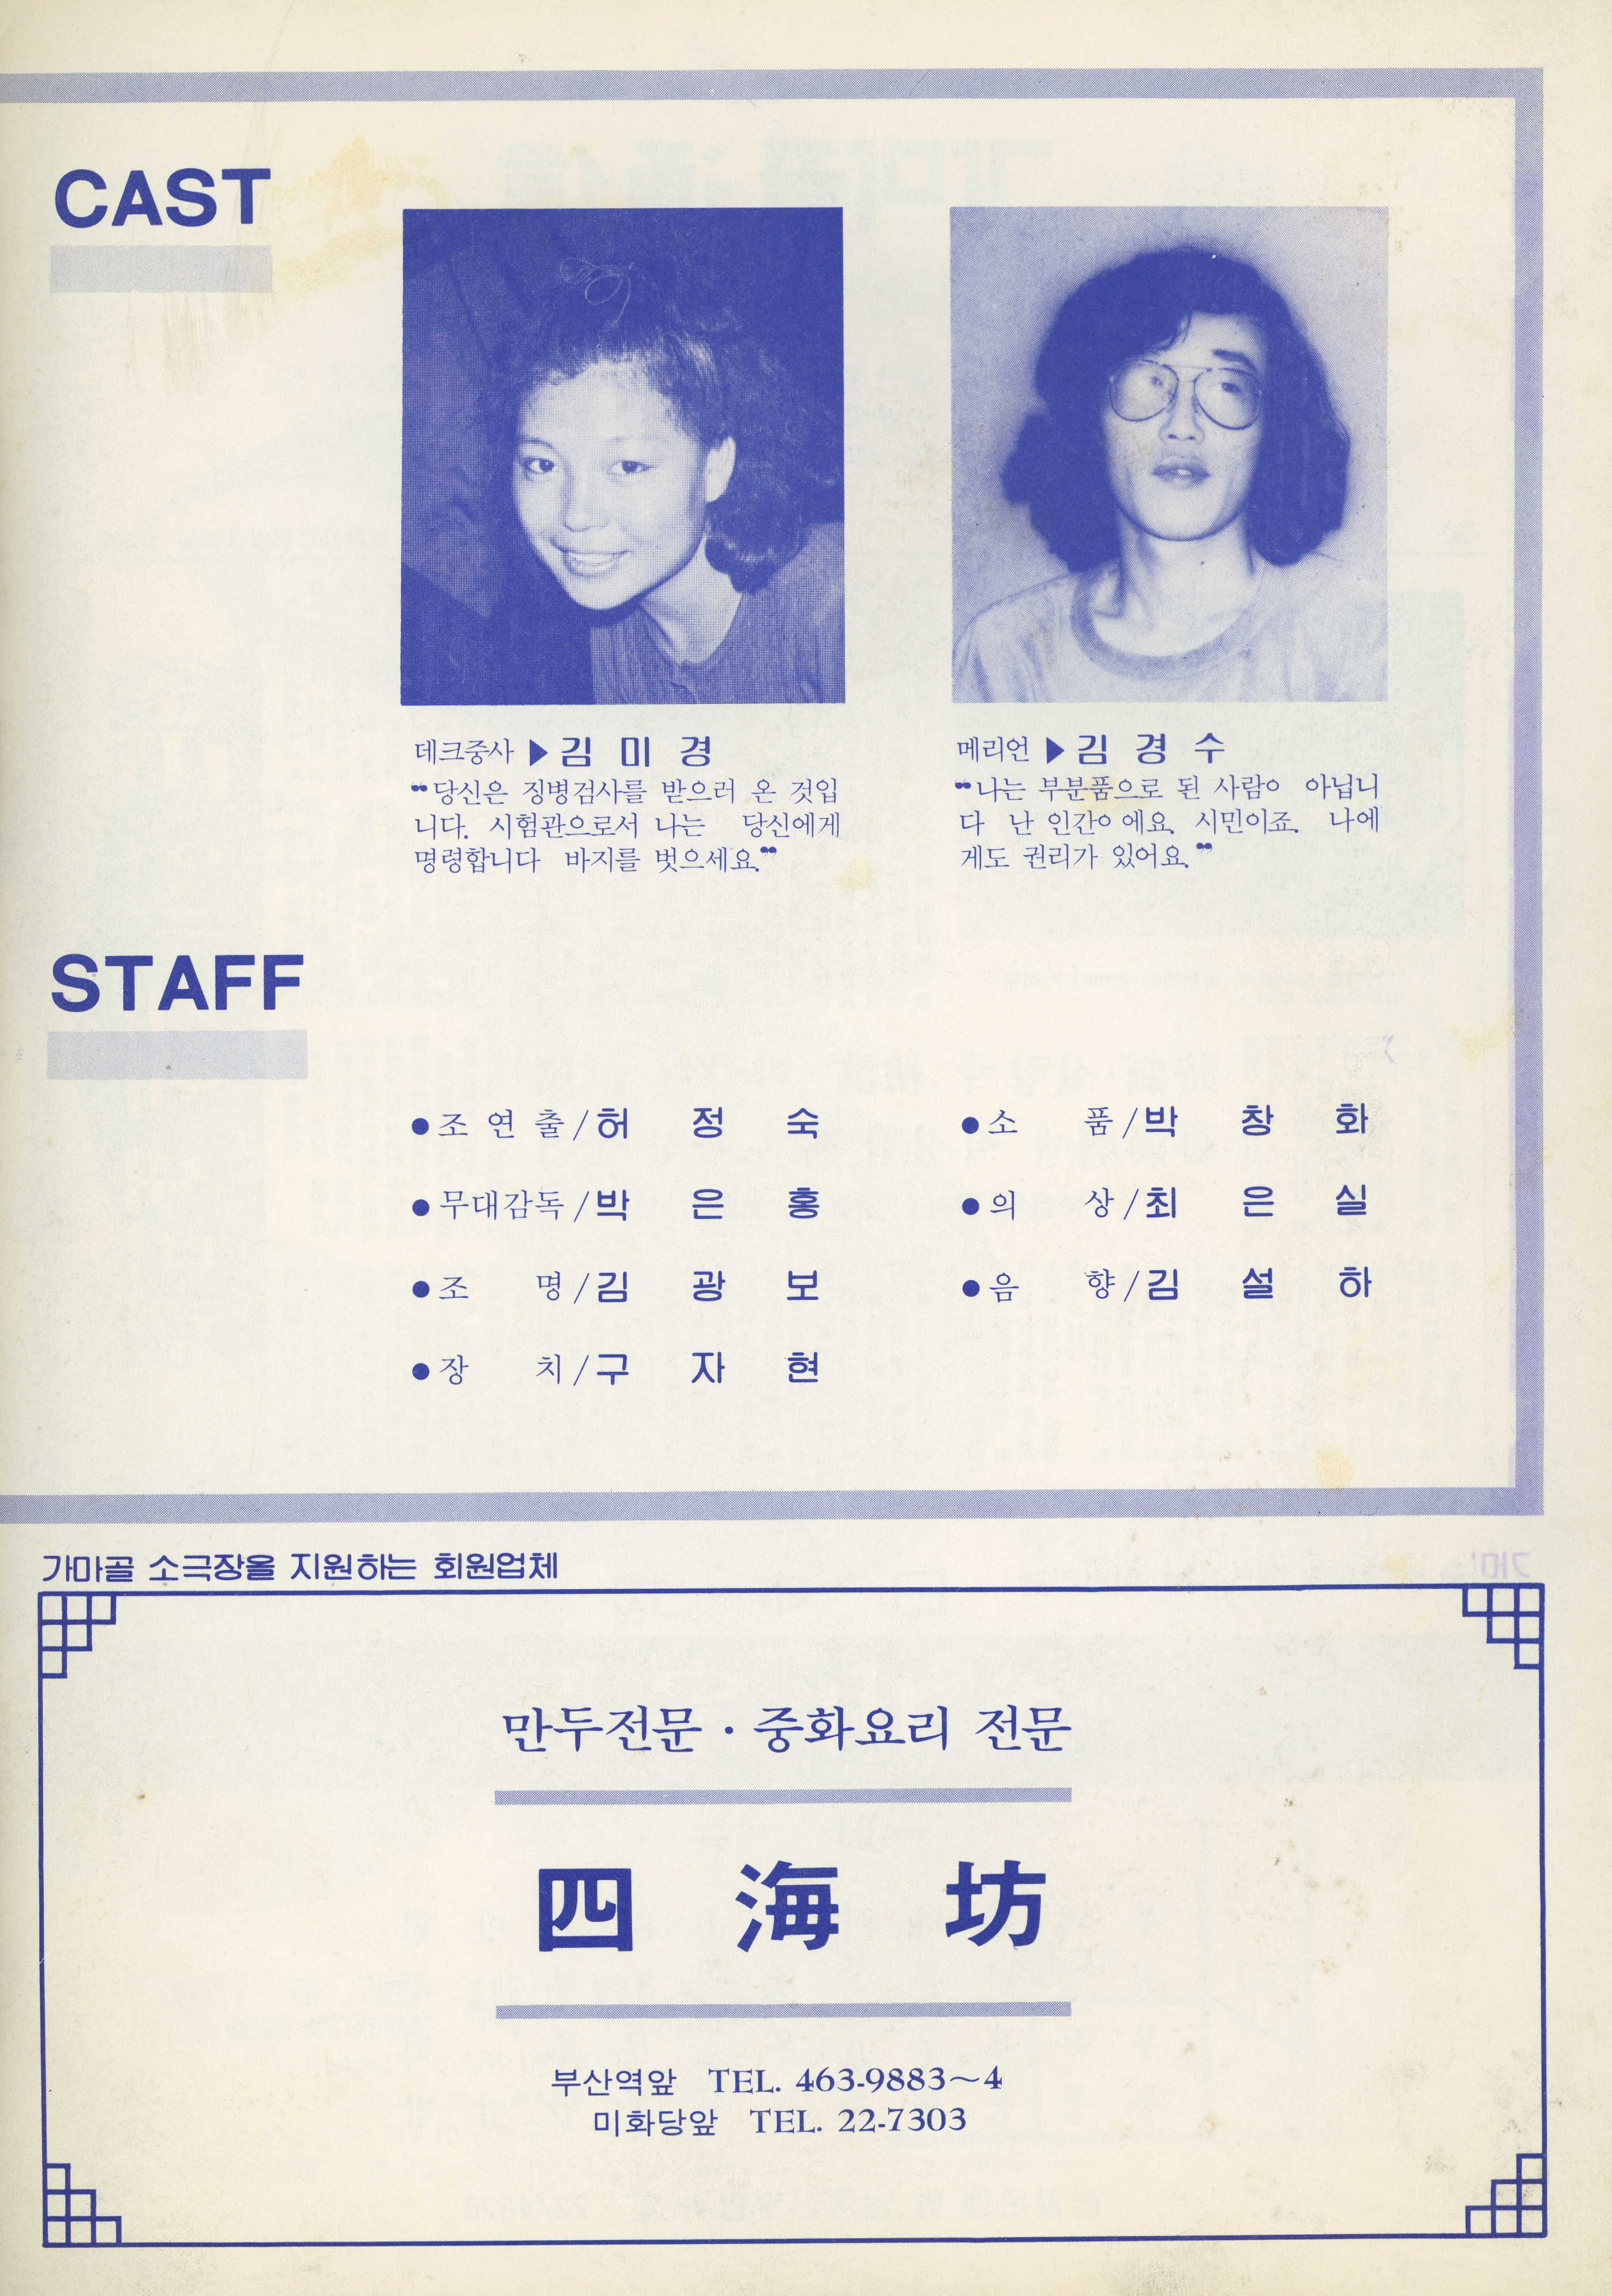 CAST
데크중사 ▶ 김 미 경
❝당신은 징병검사를 받으러 온 것입
니다. 시험관으로서 나는 당신에게
명령합니다 바지를 벗으세요.❞
메리언 ▶ 김 경 수
❝나는 부분품으로 된 사람이 아닙니
다 난 인간이에요. 시민이죠. 나에
게도 권리가 있어요.❞
STAFF
●조 연 출/허 정 숙
●무대감독/박 은 홍
●조 명/김 광 보
●장 치/구 자 현
●소 품/박 창 화
●의 상/최 은 실
●음 향/김 설 하
가마골 소극장을 지원하는 회원업체
만두전문·중화요리 전문
四 海 坊
부산역앞 TEL. 463-9883~4
미화당앞 TEL. 22-7303